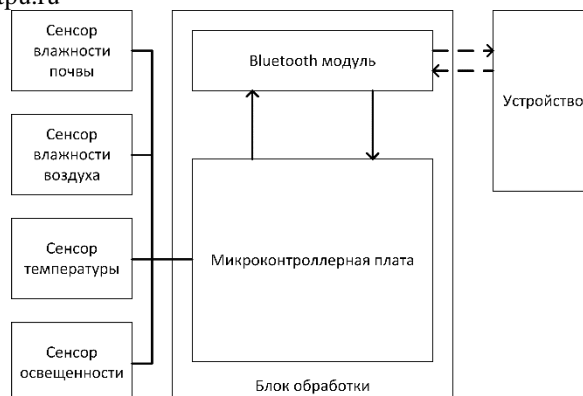 Сенсор
влажности
почвы
Сенсор
влажности
воздуха
Сенсор
температуры
Сенсор
освещенности
Bluetooth модуль
Микроконтроллерная плата
Блок обработки
Устройство